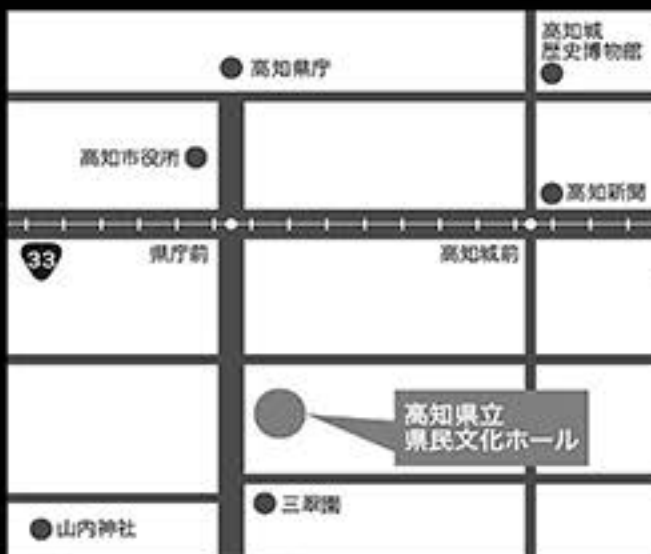 高知城
歴史博物館
高知県庁
高知市役所
高知新聞
33
県庁前
高知城前
高知県立
県民文化ホール
三翠園
山内神社